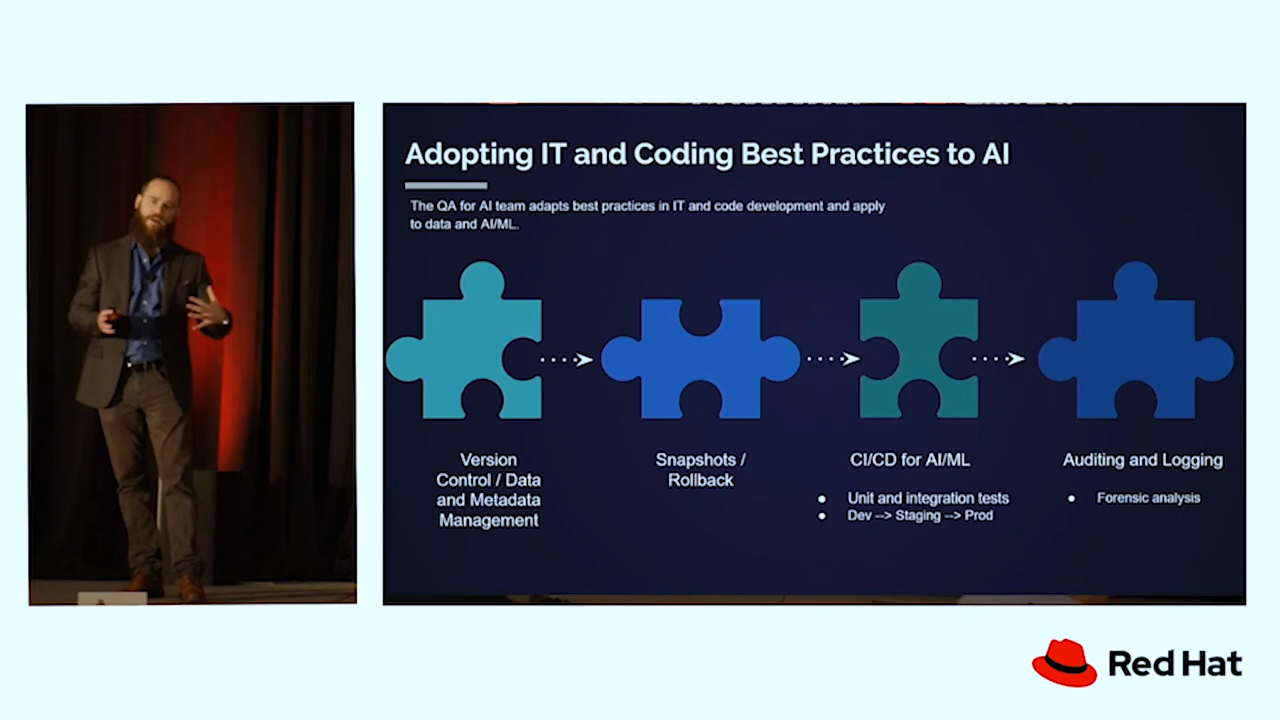 Adopting IT and Coding Best Practices to AI
The QA for AI team adapts best practices in IT and code development and apply
to data and AI/ML.
Version
Control / Data
and Metadata
Management
Snapshots /
Rollback
CI/CD for AI/ML
Unit and integration tests
Dev --> Staging --> Prod
Auditing and Logging
Forensic analysis
Red Hat